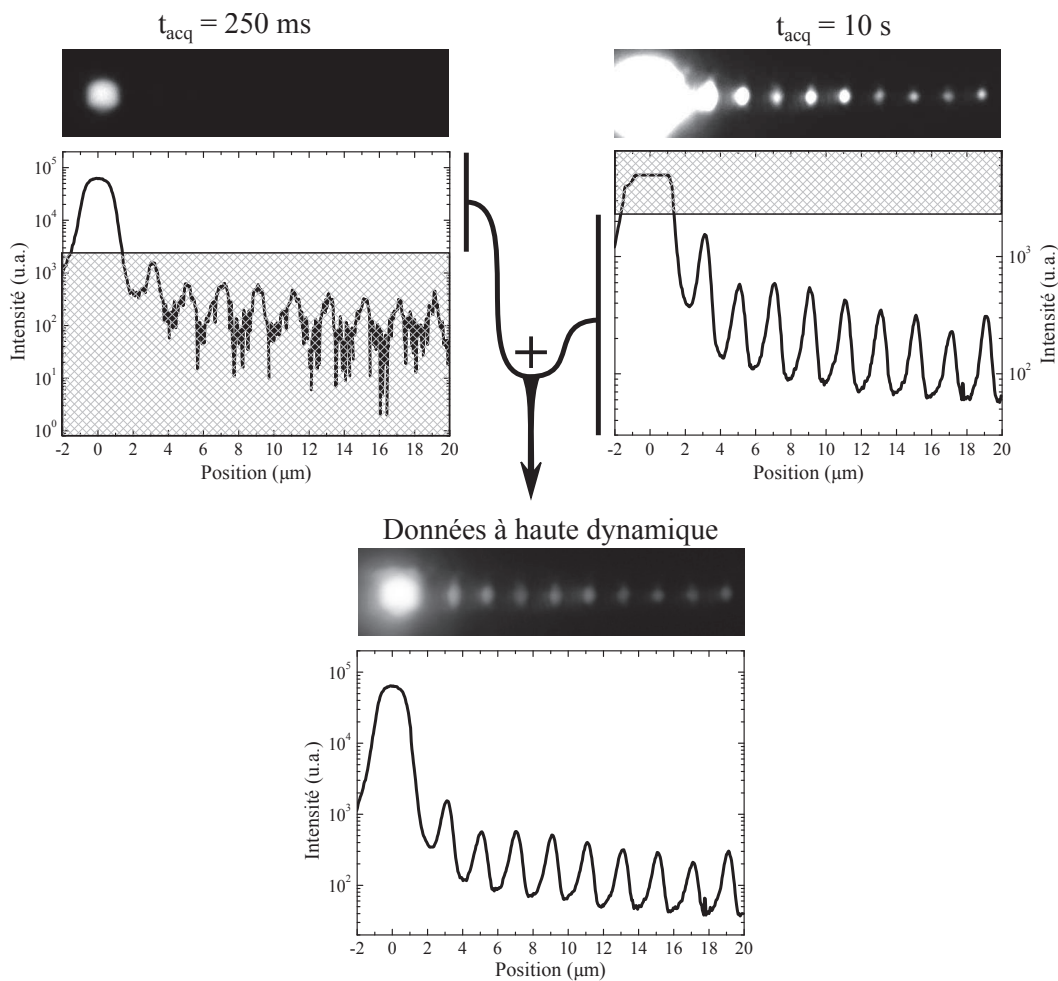 t_acq = 250 ms
t_acq = 10 s
10^5
10^4
10^3
10^2
10^1
10^0
Intensité (u.a.)
-2 0 2 4 6 8 10 12 14 16 18 20
Position (μm)
10^3
10^2
Intensité (u.a.)
-2 0 2 4 6 8 10 12 14 16 18 20
Position (μm)
+
Données à haute dynamique
10^5
10^4
10^3
10^2
Intensité (u.a.)
-2 0 2 4 6 8 10 12 14 16 18 20
Position (μm)